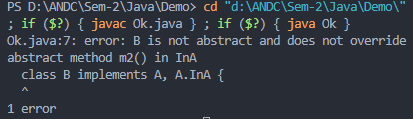 PS D:\ANDC\Sem-2\Java\Demo> cd "d:\ANDC\Sem-2\Java\Demo\"
; if ($?) { javac Ok.java } ; if ($?) { java Ok }
Ok.java:7: error: B is not abstract and does not override
abstract method m2() in InA
  class B implements A, A.InA {
  ^
1 error